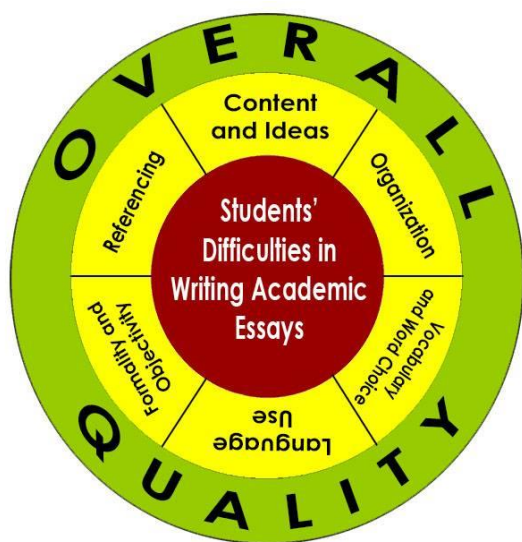 OVERALL
QUALITY
Content
and Ideas
Organization
Vocabulary
and Word Choice
Language
Use
Formality and
Objectivity
Referencing
Students’
Difficulties in
Writing Academic
Essays